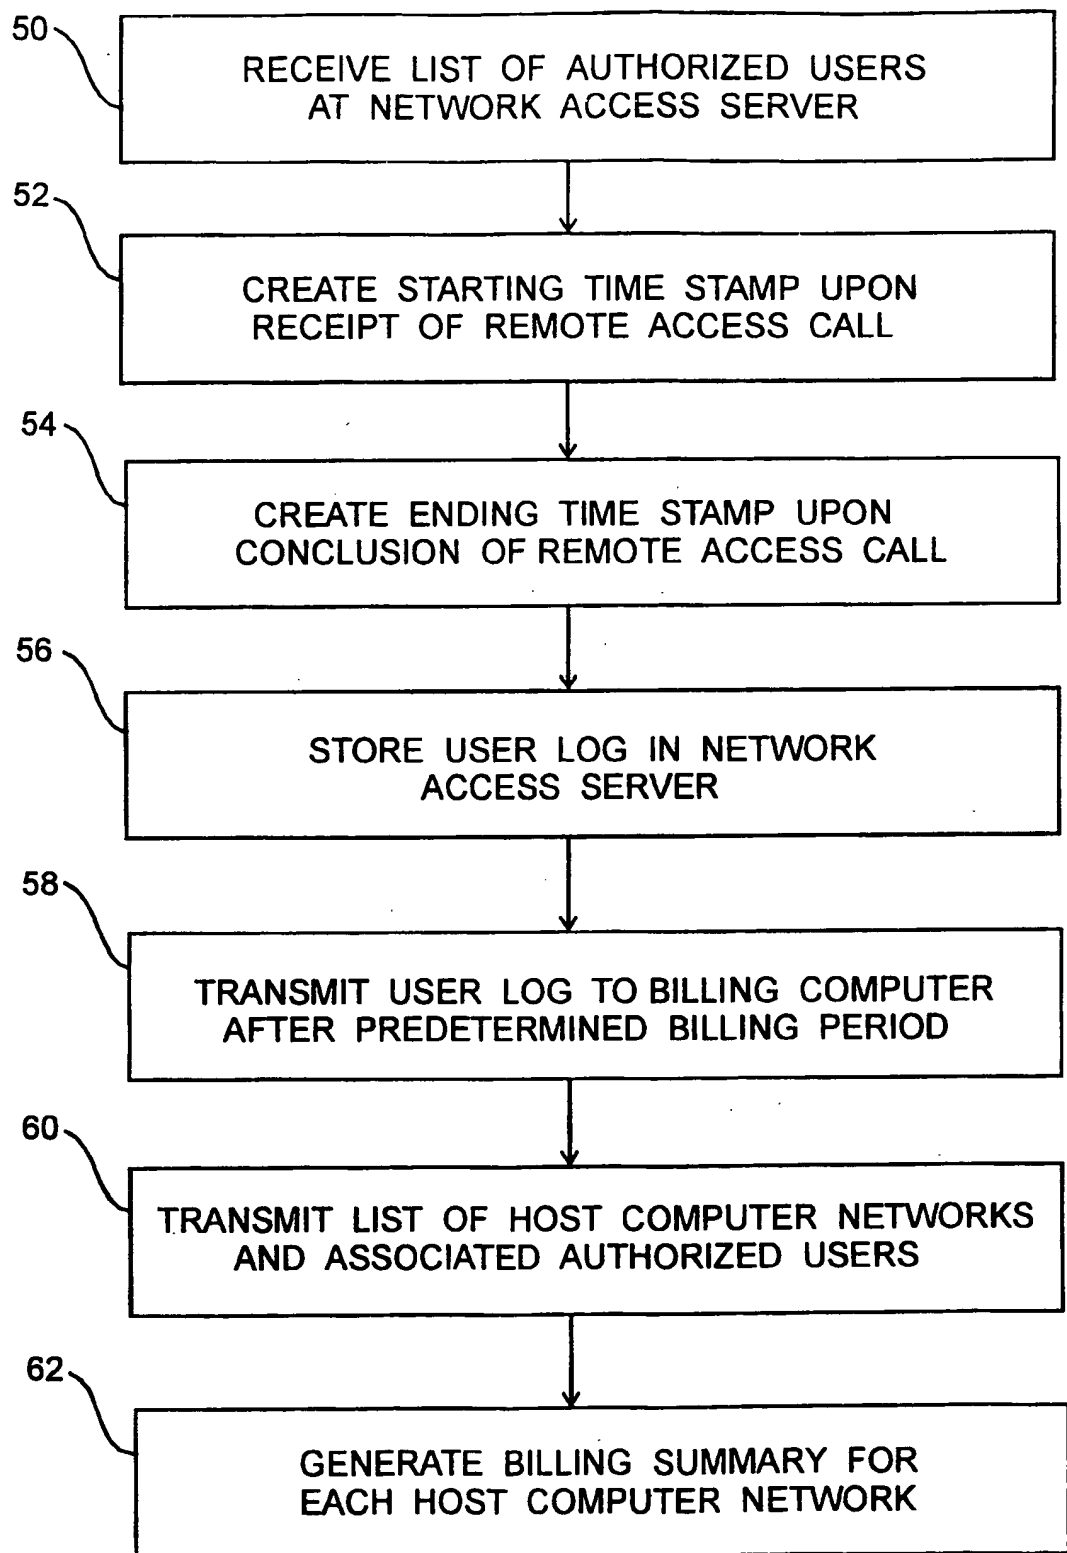 50
RECEIVE LIST OF AUTHORIZED USERS
AT NETWORK ACCESS SERVER
52
CREATE STARTING TIME STAMP UPON
RECEIPT OF REMOTE ACCESS CALL
54
CREATE ENDING TIME STAMP UPON
CONCLUSION OF REMOTE ACCESS CALL
56
STORE USER LOG IN NETWORK
ACCESS SERVER
58
TRANSMIT USER LOG TO BILLING COMPUTER
AFTER PREDETERMINED BILLING PERIOD
60
TRANSMIT LIST OF HOST COMPUTER NETWORKS
AND ASSOCIATED AUTHORIZED USERS
62
GENERATE BILLING SUMMARY FOR
EACH HOST COMPUTER NETWORK